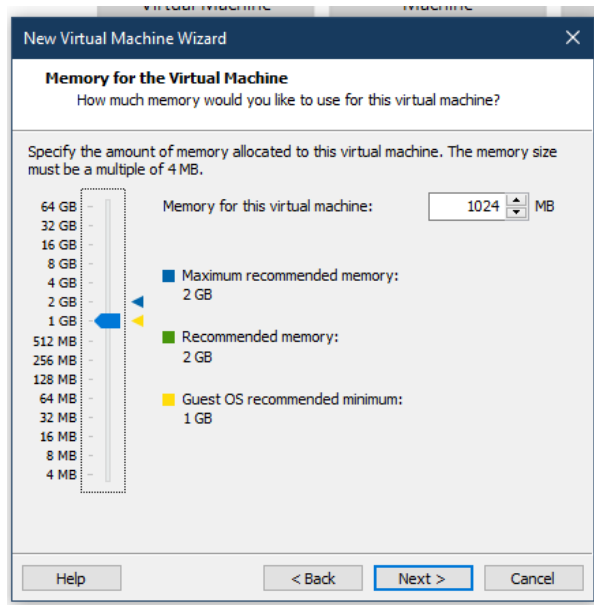 Virtual Machine Machine
New Virtual Machine Wizard
Memory for the Virtual Machine
How much memory would you like to use for this virtual machine?
Specify the amount of memory allocated to this virtual machine. The memory size
must be a multiple of 4 MB.
64 GB
Memory for this virtual machine: 1024 MB
32 GB
16 GB
8 GB
Maximum recommended memory:
4 GB
2 GB
2 GB
1 GB
Recommended memory:
512 MB
2 GB
256 MB
128 MB
Guest OS recommended minimum:
64 MB
1 GB
32 MB
16 MB
8 MB
4 MB
Help < Back Next > Cancel